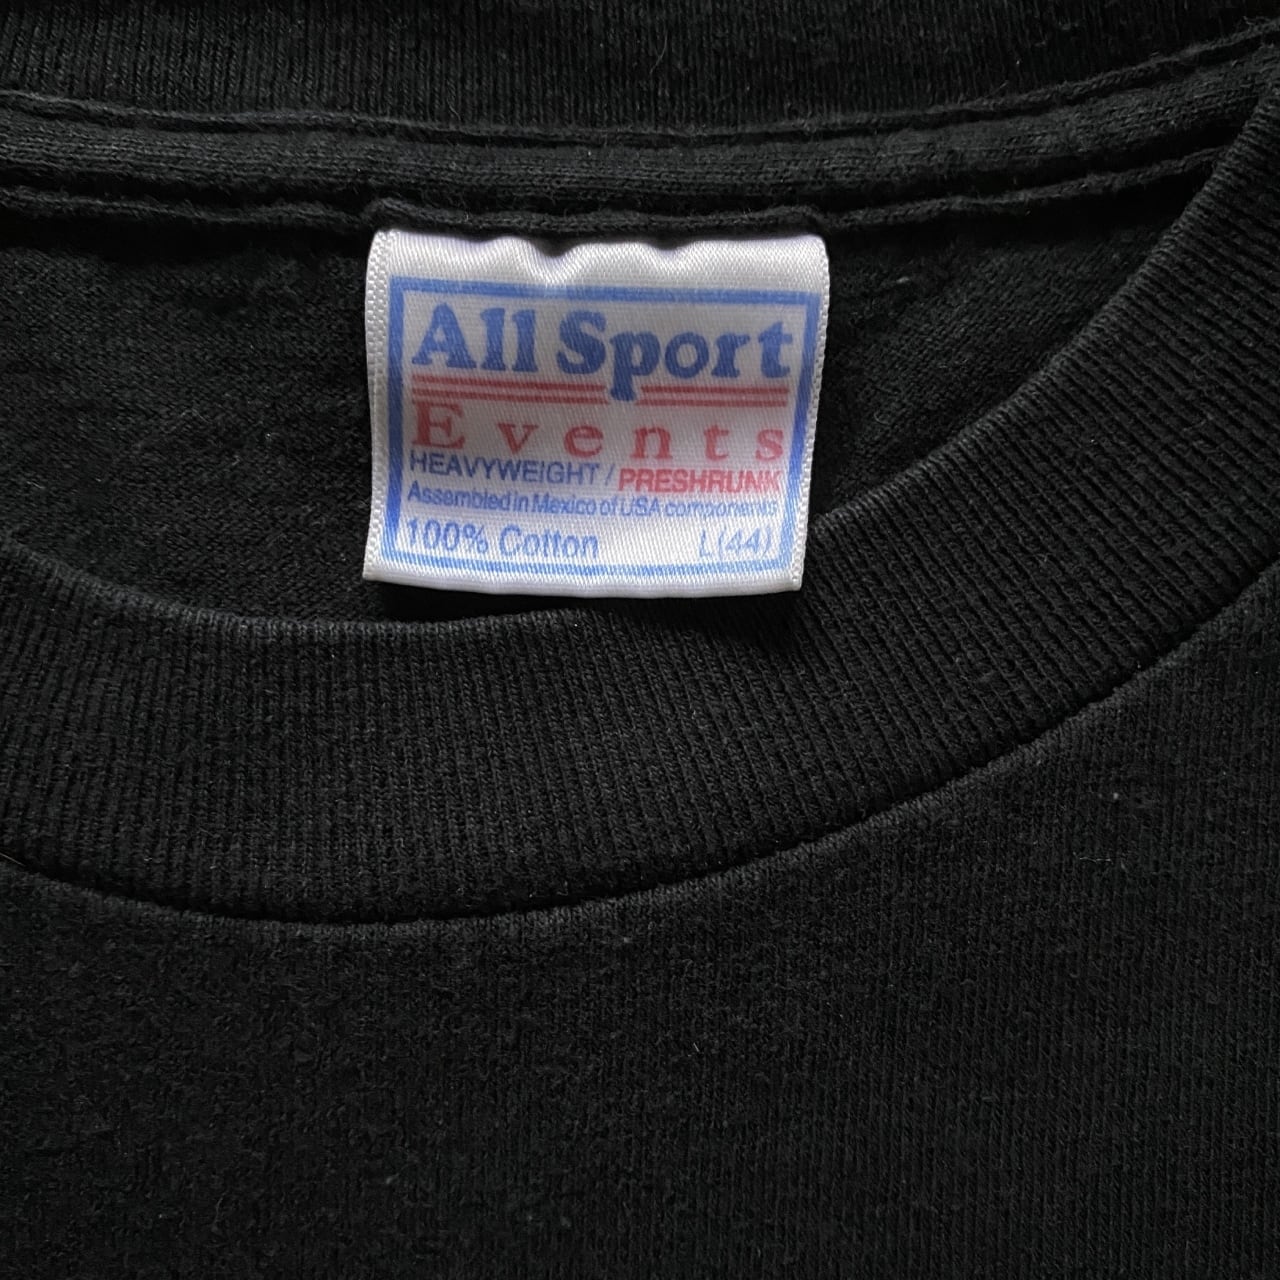 All Sport
Events
HEAVYWEIGHT / PRESHRUNK
Assembled in Mexico of USA components
100% Cotton L(44)